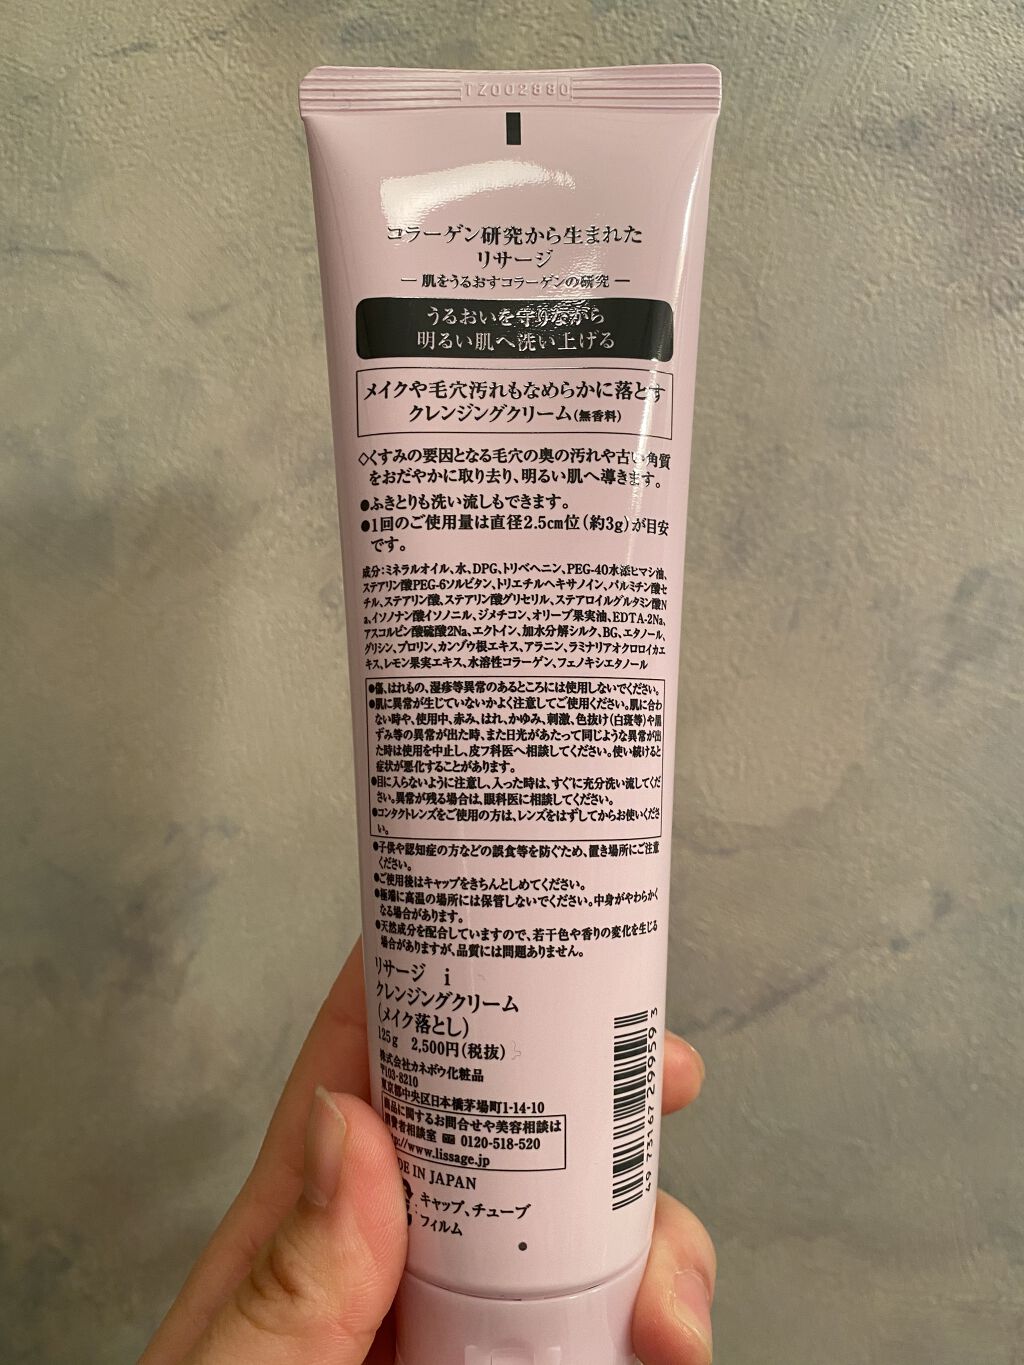 TZ002880
コラーゲン研究から生まれた
リサージ
― 肌をうるおすコラーゲンの研究 ―
うるおいを守りながら
明るい肌へ洗い上げる
メイクや毛穴汚れもなめらかに落とす
クレンジングクリーム(無香料)
◇くすみの要因となる毛穴の奥の汚れや古い角質
をおだやかに取り去り、明るい肌へ導きます。
●ふきとりも洗い流しもできます。
●1回のご使用量は直径2.5cm位(約3g)が目安
です。
成分:ミネラルオイル、水、DPG、トリベヘニン、PEG-40水添ヒマシ油、
ステアリン酸PEG-6ソルビタン、トリエチルヘキサノイン、パルミチン酸セ
チル、ステアリン酸、ステアリン酸グリセリル、ステアロイルグルタミン酸N
a、イソノナン酸イソノニル、ジメチコン、オリーブ果実油、EDTA-2Na、
アスコルビン酸硫酸2Na、エクトイン、加水分解シルク、BG、エタノール、
グリシン、プロリン、カンゾウ根エキス、アラニン、ラミナリアオクロロイカエ
キス、レモン果実エキス、水溶性コラーゲン、フェノキシエタノール
●傷、はれもの、湿疹等異常のあるところには使用しないでください。
●肌に異常が生じていないかよく注意してご使用ください。肌に合わ
ない時や、使用中、赤み、はれ、かゆみ、刺激、色抜け(白斑等)や黒
ずみ等の異常が出た時、また日光があたって同じような異常が出
た時は使用を中止し、皮フ科医へ相談してください。使い続けると
症状が悪化することがあります。
●目に入らないように注意し、入った時は、すぐに充分洗い流してくだ
さい。異常が残る場合は、眼科医に相談してください。
●コンタクトレンズをご使用の方は、レンズをはずしてからお使いくださ
い。
●子供や認知症の方などの誤食等を防ぐため、置き場所にご注意
ください。
●ご使用後はキャップをきちんとしめてください。
●極端に高温の場所には保管しないでください。中身がやわらかく
なる場合があります。
●天然成分を配合していますので、若干色や香りの変化を生じる
場合がありますが、品質には問題ありません。
リサージ i
クレンジングクリーム
(メイク落とし)
125g 2,500円(税抜)
株式会社カネボウ化粧品
〒103-8210
東京都中央区日本橋茅場町1-14-10
商品に関するお問合せや美容相談は
消費者相談室 0120-518-520
http://www.lissage.jp
DE IN JAPAN
キャップ、チューブ
:フィルム
49 73167 29959 3